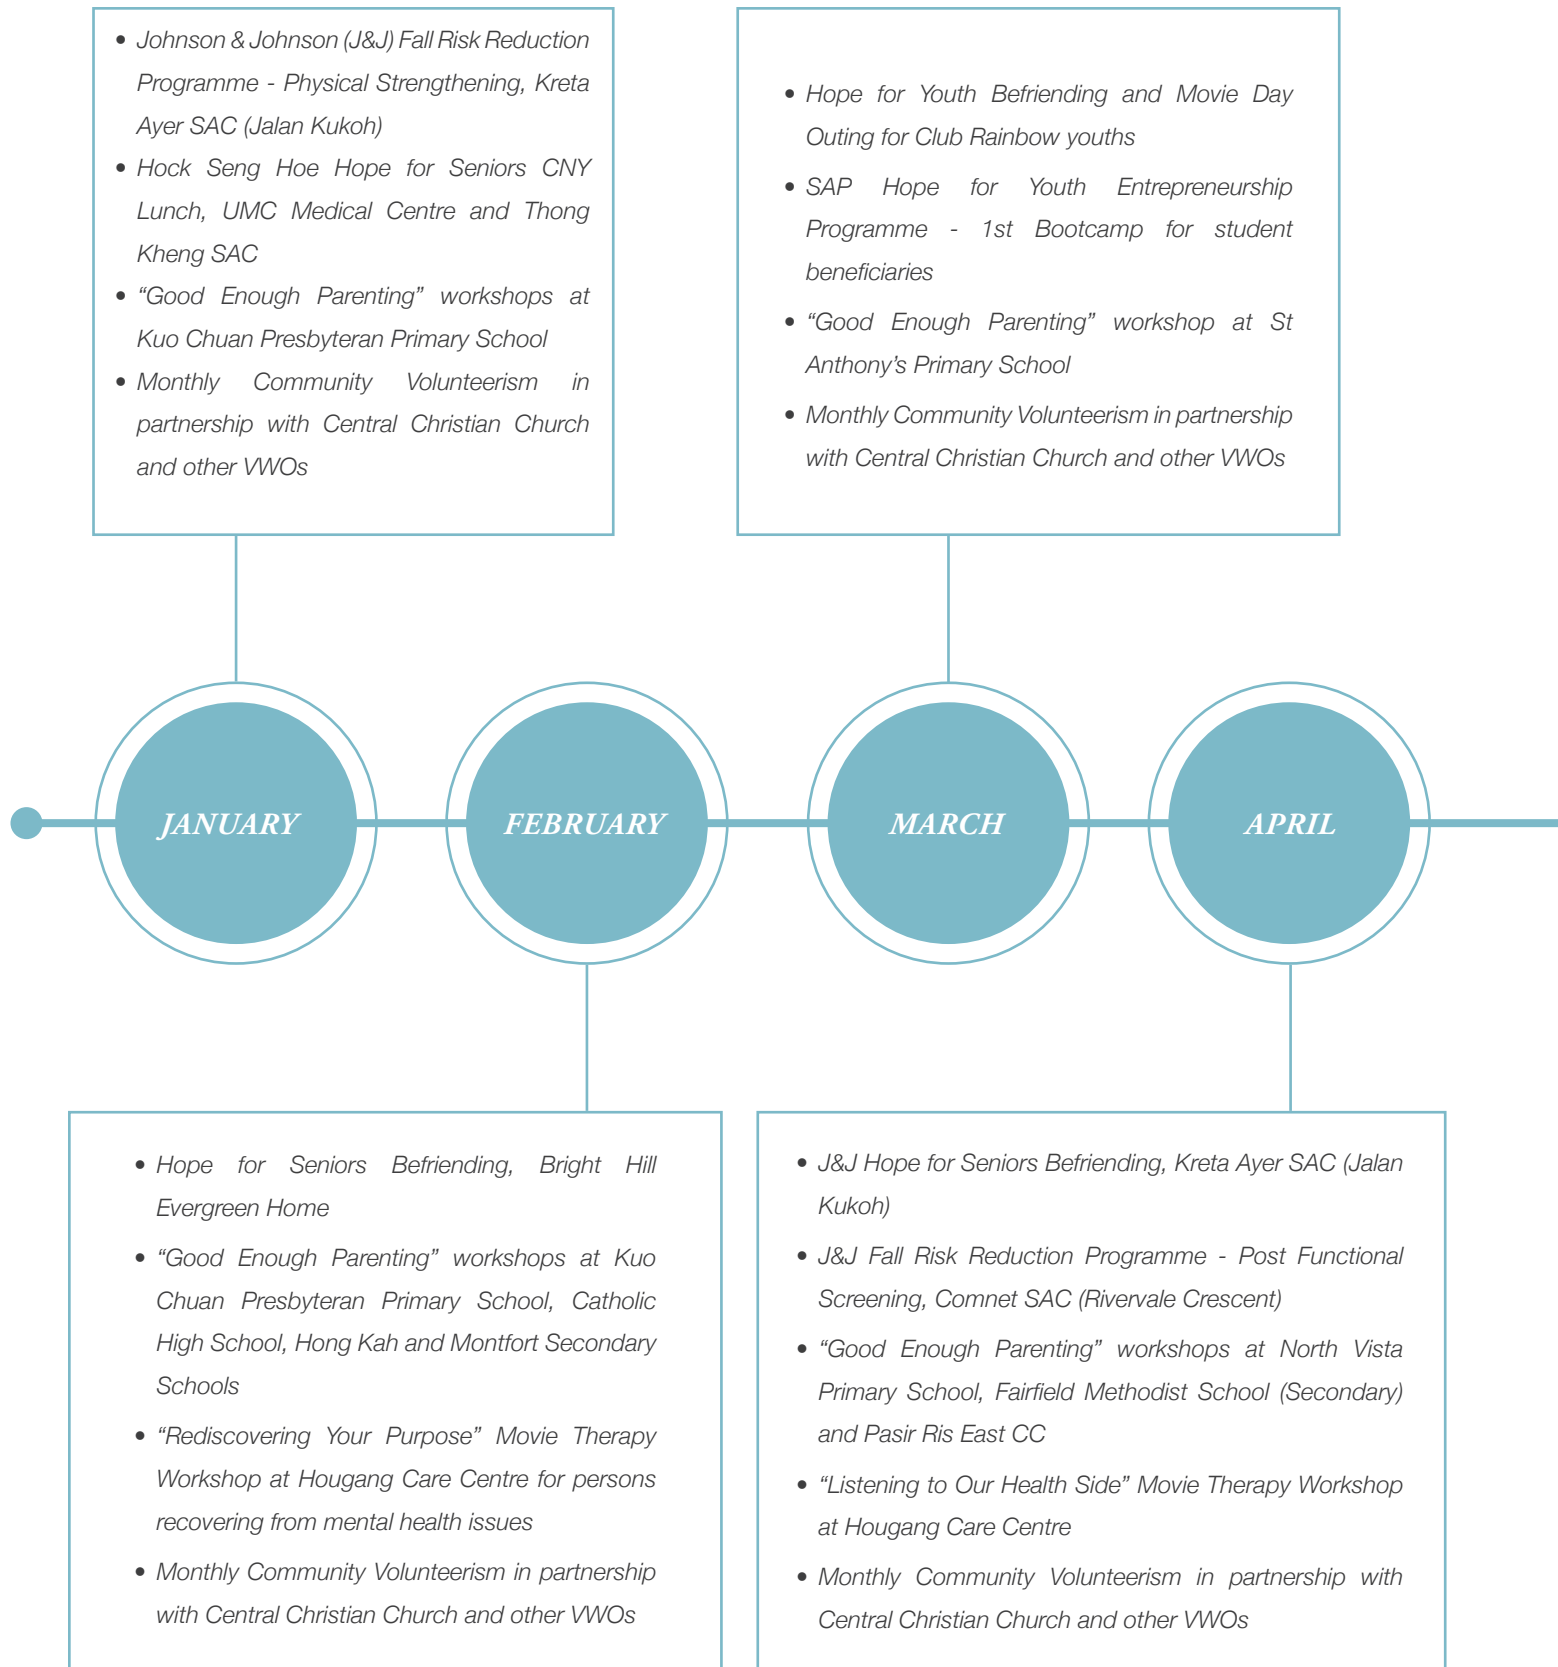 • Johnson & Johnson (J&J) Fall Risk Reduction
Programme - Physical Strengthening, Kreta
Ayer SAC (Jalan Kukoh)
• Hock Seng Hoe Hope for Seniors CNY
Lunch, UMC Medical Centre and Thong
Kheng SAC
• “Good Enough Parenting” workshops at
Kuo Chuan Presbyteran Primary School
• Monthly Community Volunteerism in
partnership with Central Christian Church
and other VWOs
• Hope for Youth Befriending and Movie Day
Outing for Club Rainbow youths
• SAP Hope for Youth Entrepreneurship
Programme - 1st Bootcamp for student
beneficiaries
• “Good Enough Parenting” workshop at St
Anthony’s Primary School
• Monthly Community Volunteerism in partnership
with Central Christian Church and other VWOs
JANUARY
FEBRUARY
MARCH
APRIL
• Hope for Seniors Befriending, Bright Hill
Evergreen Home
• “Good Enough Parenting” workshops at Kuo
Chuan Presbyteran Primary School, Catholic
High School, Hong Kah and Montfort Secondary
Schools
• “Rediscovering Your Purpose” Movie Therapy
Workshop at Hougang Care Centre for persons
recovering from mental health issues
• Monthly Community Volunteerism in partnership
with Central Christian Church and other VWOs
• J&J Hope for Seniors Befriending, Kreta Ayer SAC (Jalan
Kukoh)
• J&J Fall Risk Reduction Programme - Post Functional
Screening, Comnet SAC (Rivervale Crescent)
• “Good Enough Parenting” workshops at North Vista
Primary School, Fairfield Methodist School (Secondary)
and Pasir Ris East CC
• “Listening to Our Health Side” Movie Therapy Workshop
at Hougang Care Centre
• Monthly Community Volunteerism in partnership with
Central Christian Church and other VWOs